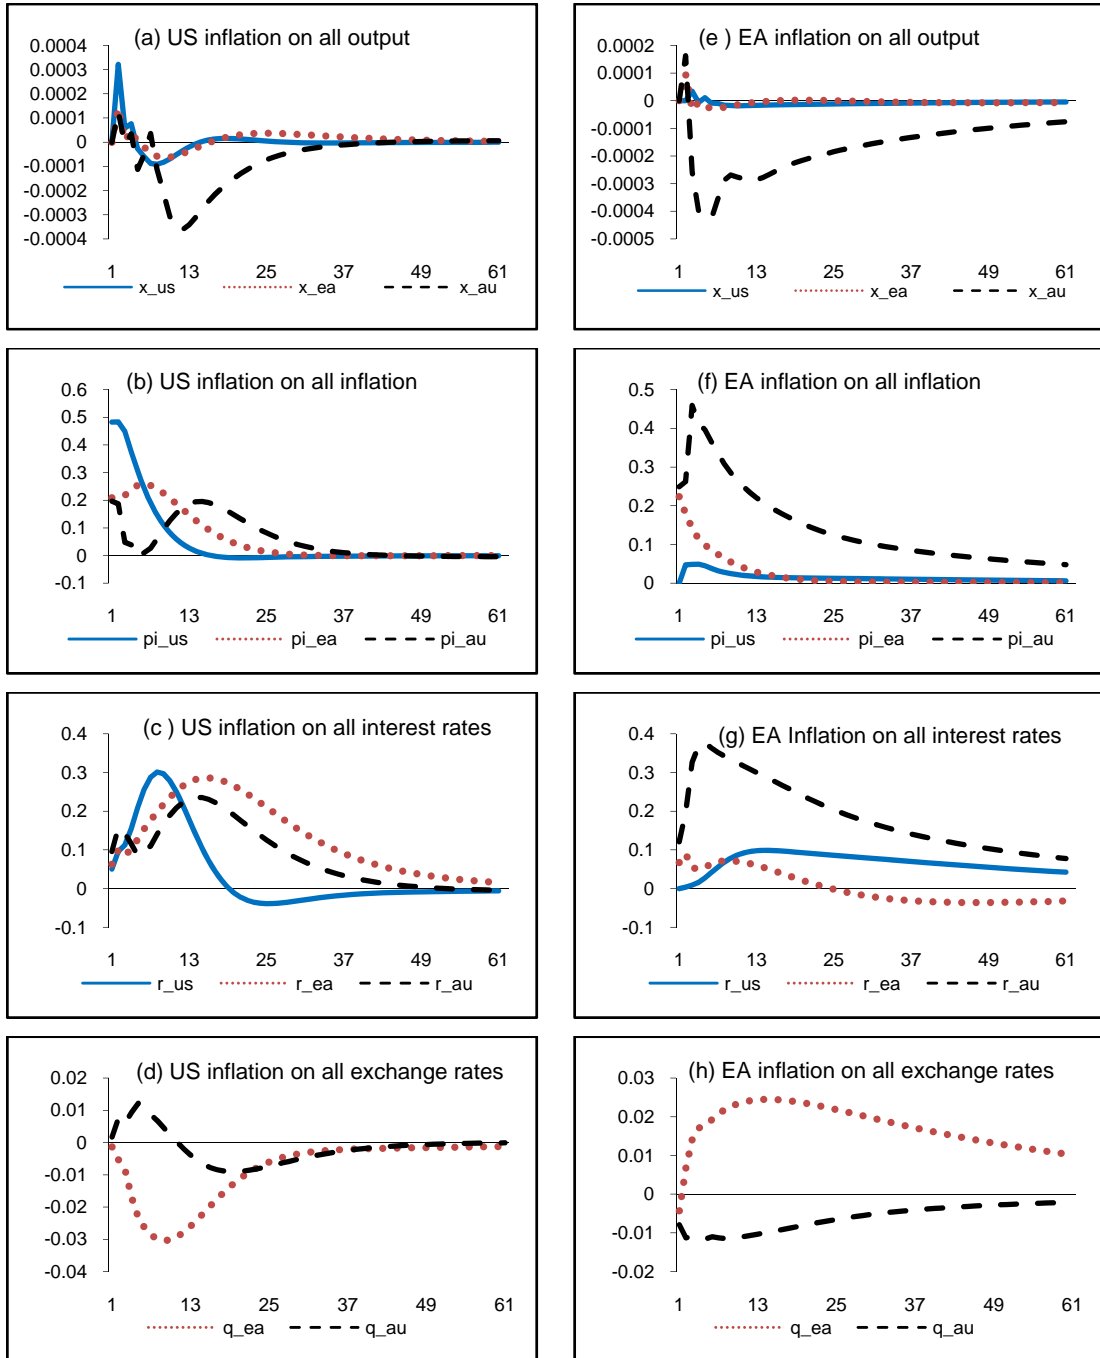 (a) US inflation on all output
0.0004
0.0003
0.0002
0.0001
0
-0.0001
-0.0002
-0.0003
-0.0004
1 13 25 37 49 61
x_us x_ea x_au
(e ) EA inflation on all output
0.0002
0.0001
0
-0.0001
-0.0002
-0.0003
-0.0004
-0.0005
1 13 25 37 49 61
x_us x_ea x_au
(b) US inflation on all inflation
0.6
0.5
0.4
0.3
0.2
0.1
0
-0.1
1 13 25 37 49 61
pi_us pi_ea pi_au
(f) EA inflation on all inflation
0.5
0.4
0.3
0.2
0.1
0
1 13 25 37 49 61
pi_us pi_ea pi_au
(c ) US inflation on all interest rates
0.4
0.3
0.2
0.1
0
-0.1
1 13 25 37 49 61
r_us r_ea r_au
(g) EA Inflation on all interest rates
0.4
0.3
0.2
0.1
0
-0.1
1 13 25 37 49 61
r_us r_ea r_au
(d) US inflation on all exchange rates
0.02
0.01
0
-0.01
-0.02
-0.03
-0.04
1 13 25 37 49 61
q_ea q_au
(h) EA inflation on all exchange rates
0.03
0.02
0.01
0
-0.01
-0.02
1 13 25 37 49 61
q_ea q_au